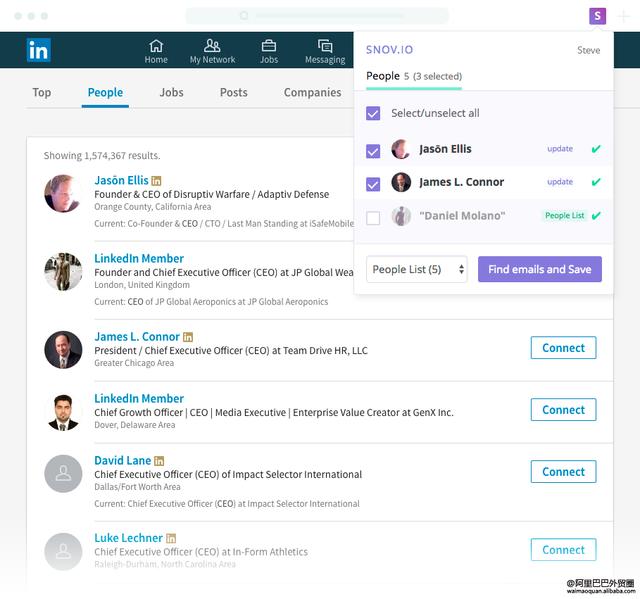 S
in
Home
My Network
Jobs
Messaging
SNOV.IO
Steve
People 5 (3 selected)
Select/unselect all
Jasōn Ellis
update
James L. Connor
update
"Daniel Molano"
People List
People List (5)
Find emails and Save
Top
People
Jobs
Posts
Companies
Showing 1,574,367 results.
Jasōn Ellis in
Founder & CEO of Disruptiv Warfare / Adaptiv Defense
Orange County, California Area
Current: Co-Founder & CEO / CTO / Last Man Standing at iSafeMobile
LinkedIn Member
Founder and Chief Executive Officer (CEO) at JP Global Wea
London, United Kingdom
Current: CEO of JP Global Aeroponics at JP Global Aeroponics
James L. Connor in
President / Chief Executive Officer (CEO) at Team Drive HR, LLC
Greater Chicago Area
Connect
LinkedIn Member
Chief Growth Officer | CEO | Media Executive | Enterprise Value Creator at GenX Inc.
Dover, Delaware Area
Connect
David Lane in
Chief Executive Officer (CEO) of Impact Selector International
Dallas/Fort Worth Area
Current: Chief Executive Officer (CEO) at Impact Selector International
Connect
Luke Lechner in
Chief Executive Officer (CEO) at In-Form Athletics
Raleigh-Durham, North Carolina Area
Connect
@阿里巴巴外贸圈
waimaoquan.alibaba.com